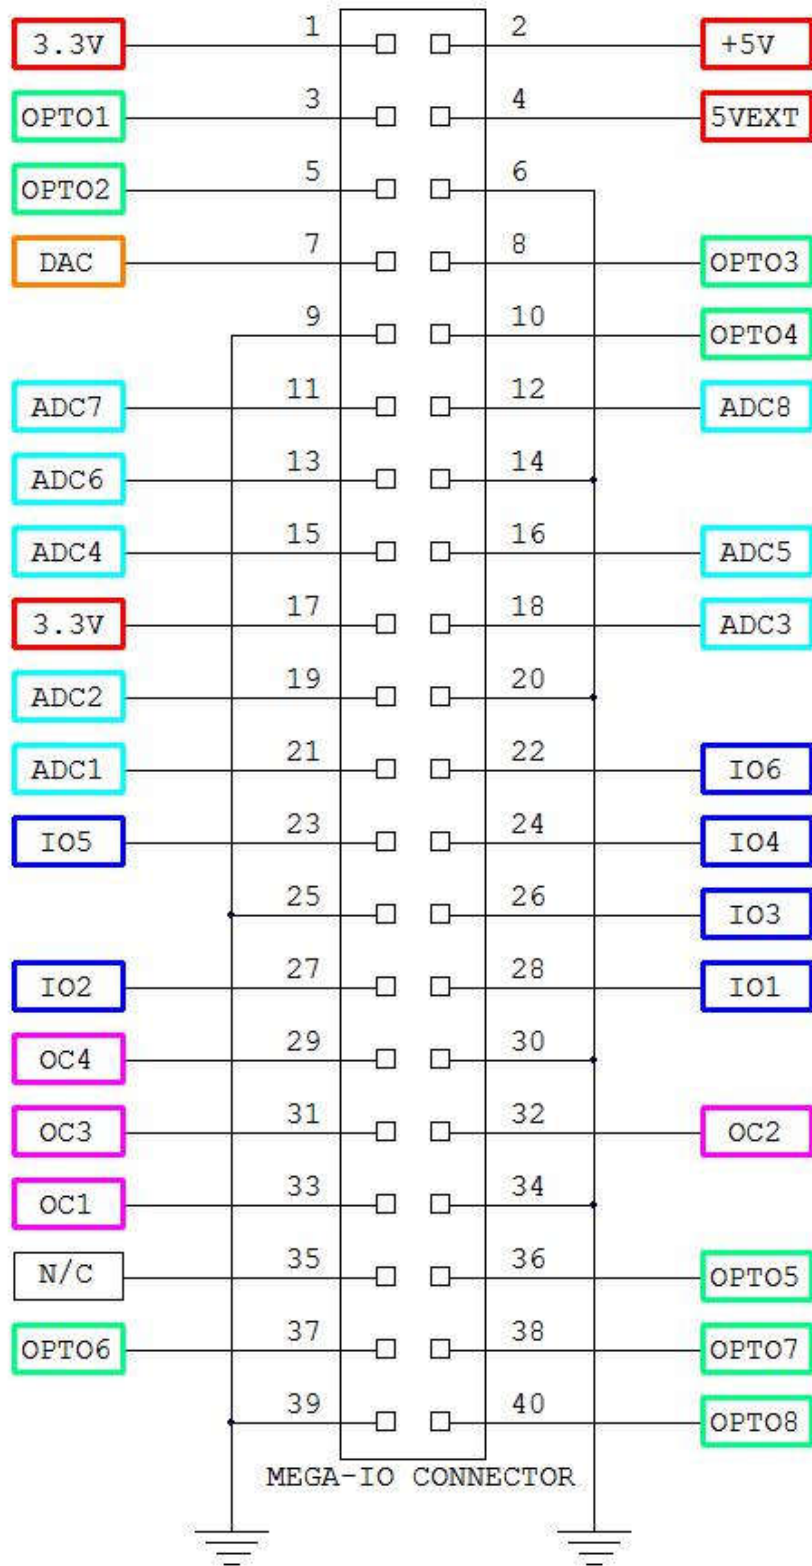 3.3V 1 2 +5V
OPTO1 3 4 5VEXT
OPTO2 5 6
DAC 7 8 OPTO3
9 10 OPTO4
ADC7 11 12 ADC8
ADC6 13 14
ADC4 15 16 ADC5
3.3V 17 18 ADC3
ADC2 19 20
ADC1 21 22 IO6
IO5 23 24 IO4
25 26 IO3
IO2 27 28 IO1
OC4 29 30
OC3 31 32 OC2
OC1 33 34
N/C 35 36 OPTO5
OPTO6 37 38 OPTO7
39 40 OPTO8
MEGA-IO CONNECTOR